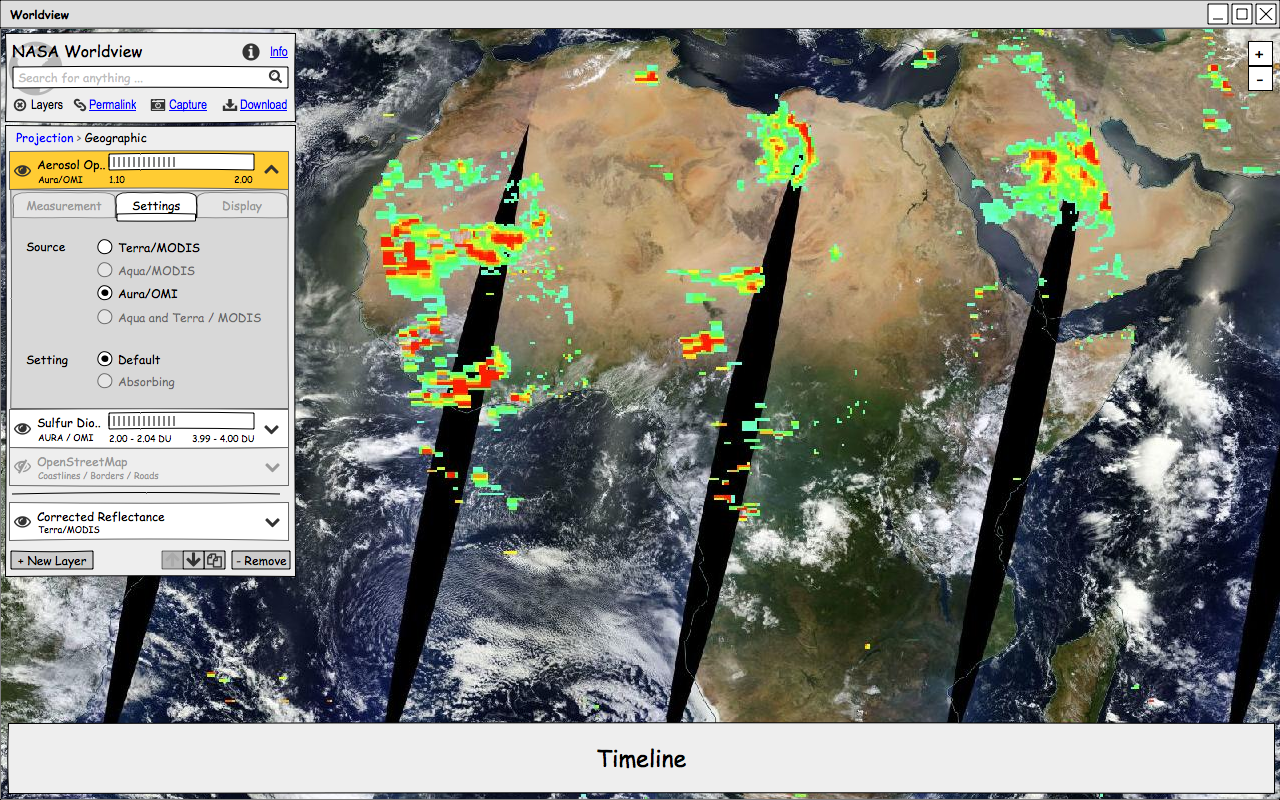 Worldview
NASA Worldview
Info
Search for anything ...
Layers Permalink Capture Download
Projection > Geographic
Aerosol Op..
Aura/OMI 1.10 2.00
Measurement Settings Display
Source
Terra/MODIS
Aqua/MODIS
Aura/OMI
Aqua and Terra / MODIS
Setting
Default
Absorbing
Sulfur Dio..
AURA / OMI 2.00 - 2.04 DU 3.99 - 4.00 DU
OpenStreetMap
Coastlines / Borders / Roads
Corrected Reflectance
Terra/MODIS
+ New Layer - Remove
+
-
Timeline